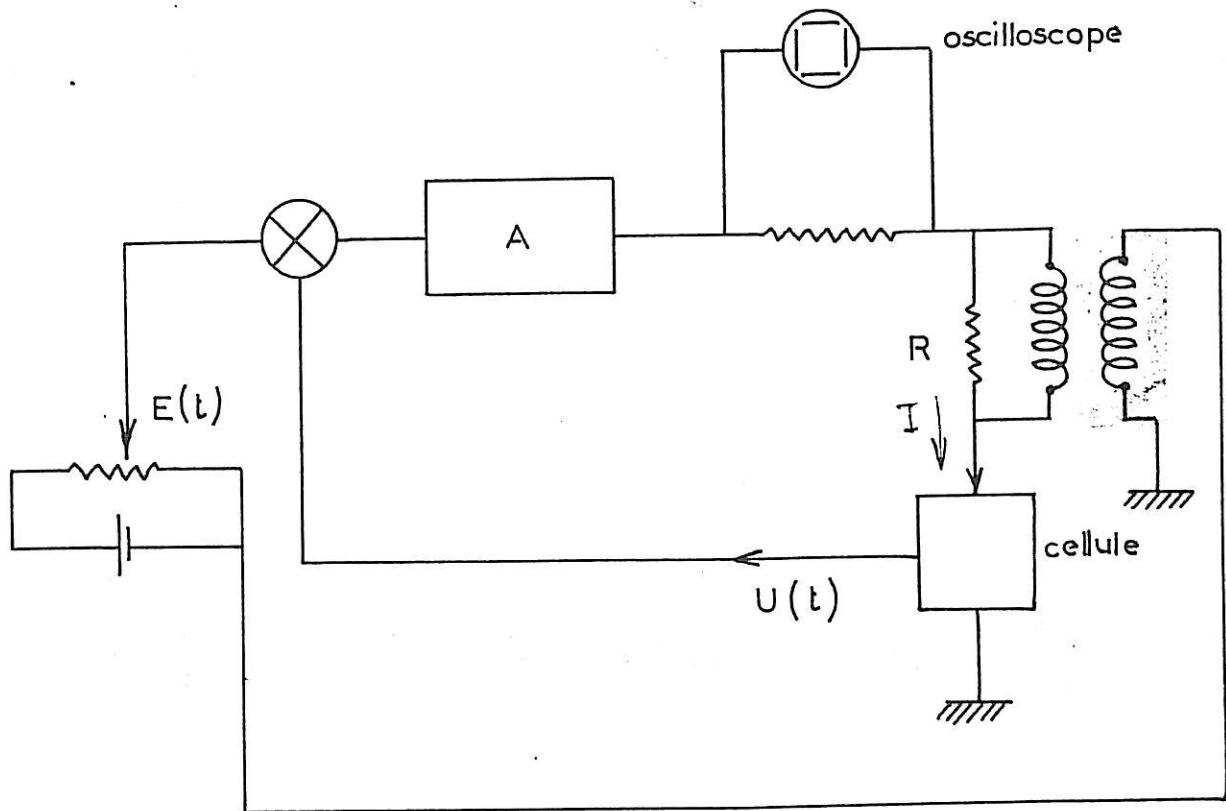 oscilloscope
A
R
E(t)
I
cellule
U(t)